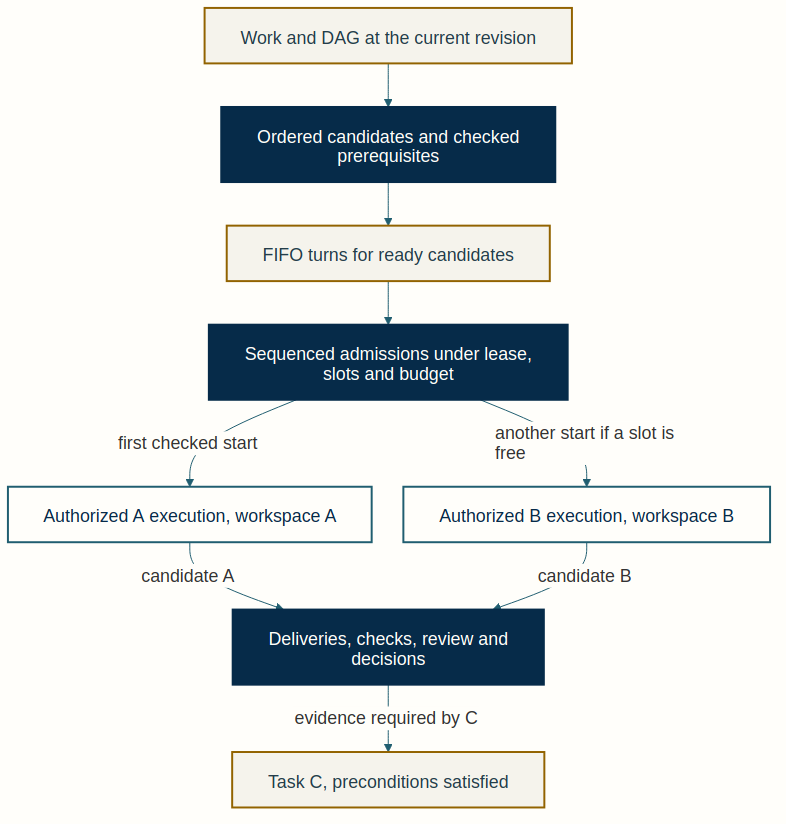 Work and DAG at the current revision
Ordered candidates and checked
prerequisites
FIFO turns for ready candidates
Sequenced admissions under lease,
slots and budget
first checked start
another start if a slot is
free
Authorized A execution, workspace A
Authorized B execution, workspace B
candidate A
candidate B
Deliveries, checks, review and
decisions
evidence required by C
Task C, preconditions satisfied